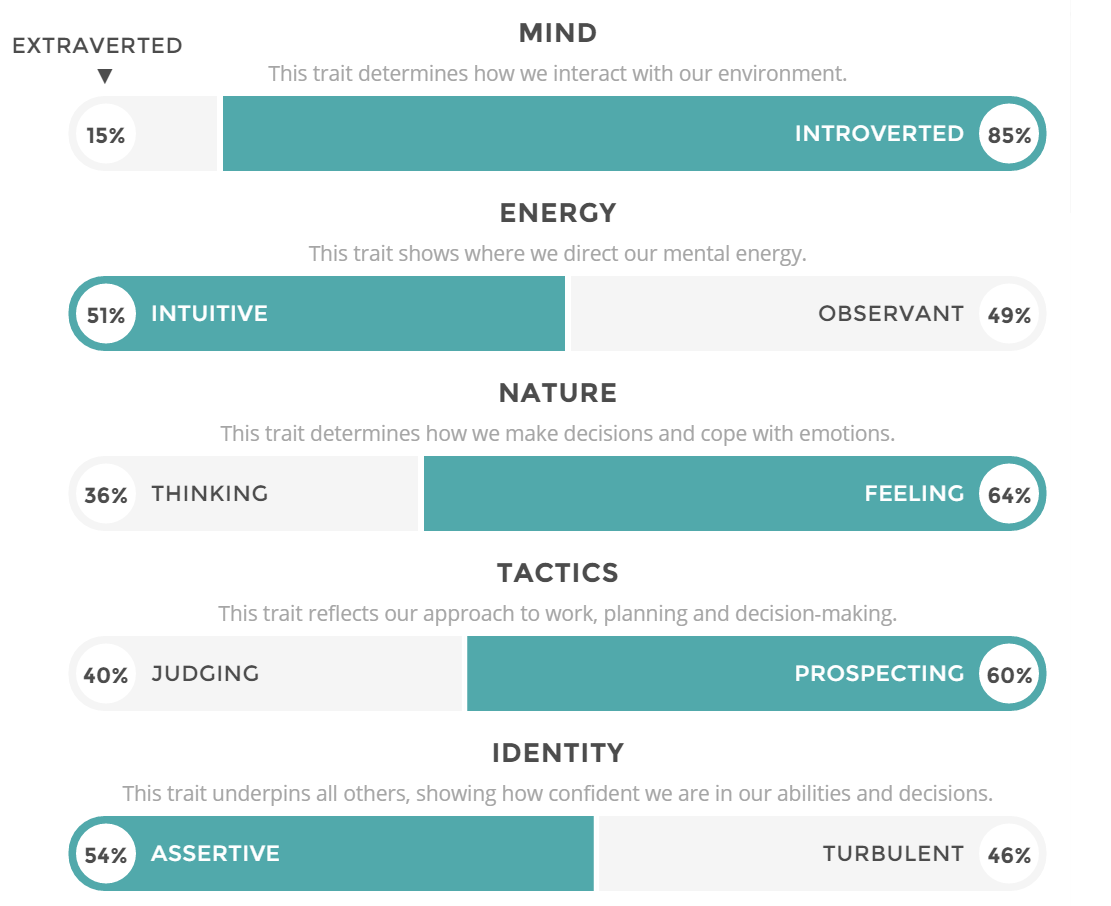 MIND
EXTRAVERTED
This trait determines how we interact with our environment.
15% INTROVERTED 85%
ENERGY
This trait shows where we direct our mental energy.
51% INTUITIVE OBSERVANT 49%
NATURE
This trait determines how we make decisions and cope with emotions.
36% THINKING FEELING 64%
TACTICS
This trait reflects our approach to work, planning and decision-making.
40% JUDGING PROSPECTING 60%
IDENTITY
This trait underpins all others, showing how confident we are in our abilities and decisions.
54% ASSERTIVE TURBULENT 46%